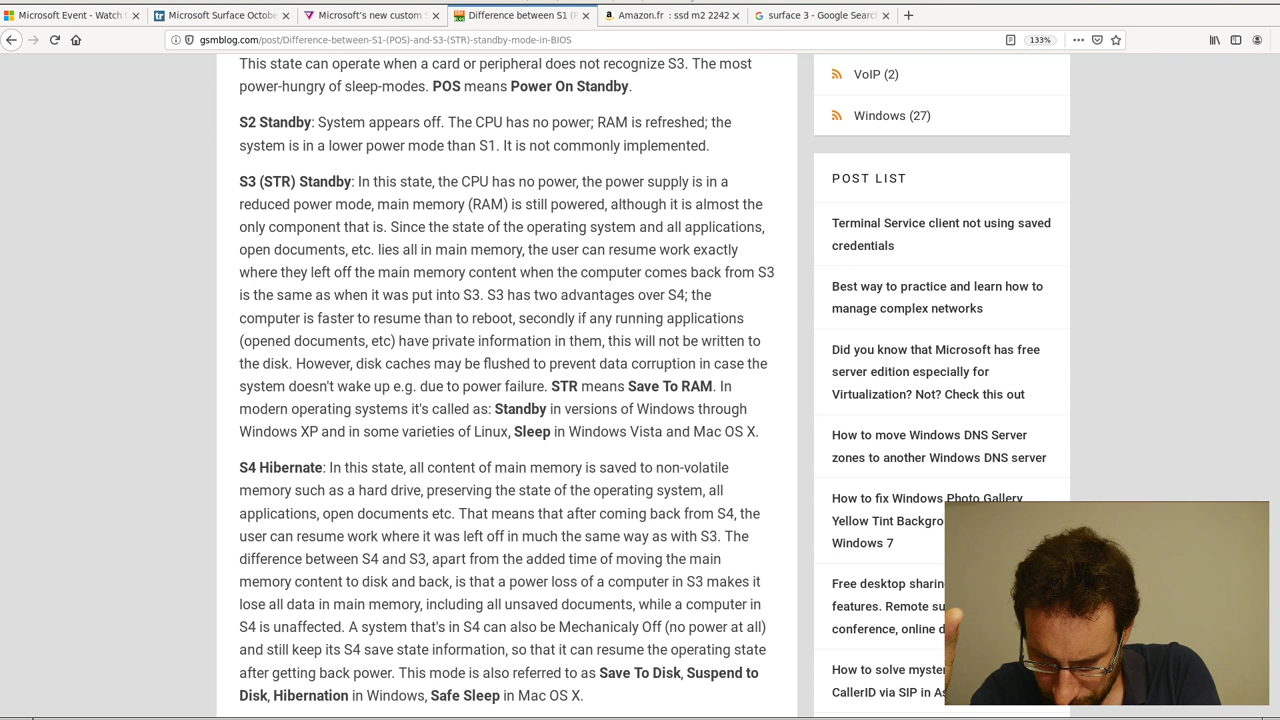 Microsoft Event - Watch
Microsoft Surface Octobe
Microsoft's new custom
Difference between S1 (P
Amazon.fr : ssd m2 2242
surface 3 - Google Searc
gsmblog.com/post/Difference-between-S1-(POS)-and-S3-(STR)-standby-mode-in-BIOS
133%
This state can operate when a card or peripheral does not recognize S3. The most
power-hungry of sleep-modes. POS means Power On Standby.
S2 Standby: System appears off. The CPU has no power; RAM is refreshed; the
system is in a lower power mode than S1. It is not commonly implemented.
S3 (STR) Standby: In this state, the CPU has no power, the power supply is in a
reduced power mode, main memory (RAM) is still powered, although it is almost the
only component that is. Since the state of the operating system and all applications,
open documents, etc. lies all in main memory, the user can resume work exactly
where they left off the main memory content when the computer comes back from S3
is the same as when it was put into S3. S3 has two advantages over S4; the
computer is faster to resume than to reboot, secondly if any running applications
(opened documents, etc) have private information in them, this will not be written to
the disk. However, disk caches may be flushed to prevent data corruption in case the
system doesn't wake up e.g. due to power failure. STR means Save To RAM. In
modern operating systems it's called as: Standby in versions of Windows through
Windows XP and in some varieties of Linux, Sleep in Windows Vista and Mac OS X.
S4 Hibernate: In this state, all content of main memory is saved to non-volatile
memory such as a hard drive, preserving the state of the operating system, all
applications, open documents etc. That means that after coming back from S4, the
user can resume work where it was left off in much the same way as with S3. The
difference between S4 and S3, apart from the added time of moving the main
memory content to disk and back, is that a power loss of a computer in S3 makes it
lose all data in main memory, including all unsaved documents, while a computer in
S4 is unaffected. A system that's in S4 can also be Mechanicaly Off (no power at all)
and still keep its S4 save state information, so that it can resume the operating state
after getting back power. This mode is also referred to as Save To Disk, Suspend to
Disk, Hibernation in Windows, Safe Sleep in Mac OS X.
VoIP (2)
Windows (27)
POST LIST
Terminal Service client not using saved
credentials
Best way to practice and learn how to
manage complex networks
Did you know that Microsoft has free
server edition especially for
Virtualization? Not? Check this out
How to move Windows DNS Server
zones to another Windows DNS server
How to fix Windows Photo Gallery
Yellow Tint Backgro
Windows 7
Free desktop sharin
features. Remote su
conference, online d
How to solve myste
CallerID via SIP in As